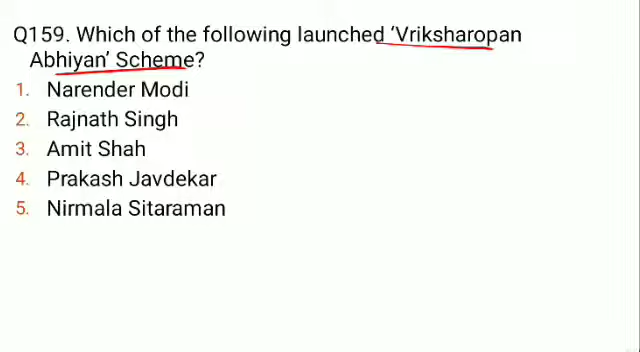 Q159. Which of the following launched ‘Vriksharopan
Abhiyan’ Scheme?
1. Narender Modi
2. Rajnath Singh
3. Amit Shah
4. Prakash Javdekar
5. Nirmala Sitaraman